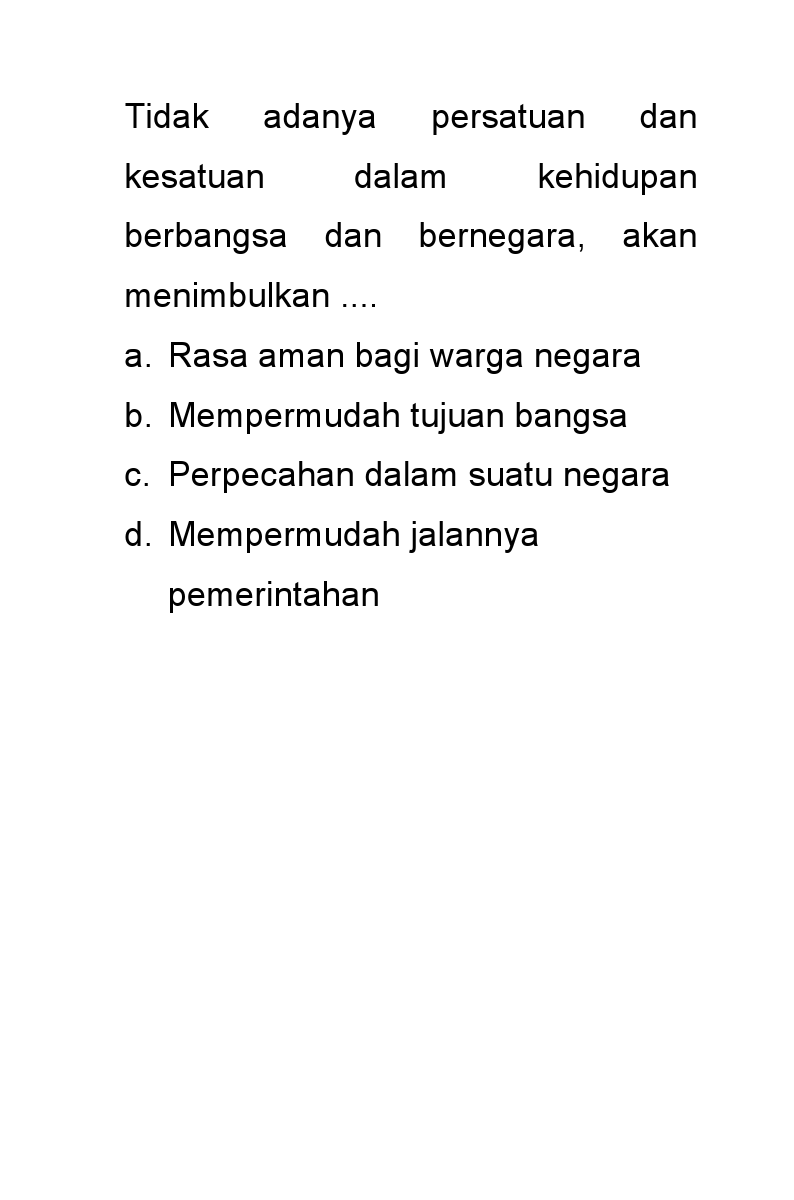 Tidak adanya persatuan dan
kesatuan dalam kehidupan
berbangsa dan bernegara, akan
menimbulkan ....
a. Rasa aman bagi warga negara
b. Mempermudah tujuan bangsa
c. Perpecahan dalam suatu negara
d. Mempermudah jalannya
pemerintahan